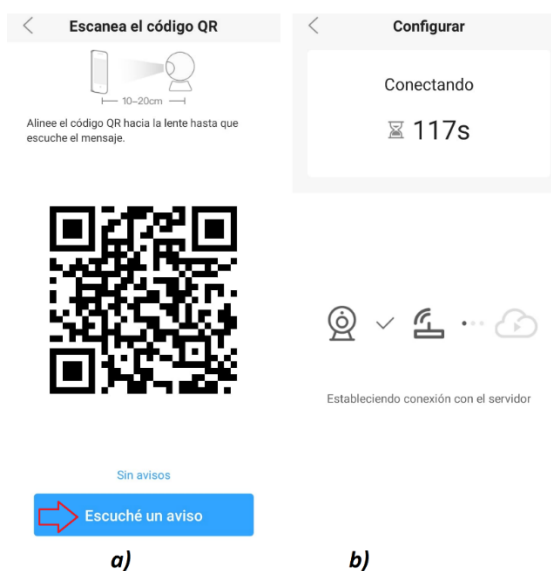 Escanea el código QR
10–20cm
Alinee el código QR hacia la lente hasta que
escuche el mensaje.
Sin avisos
Escuché un aviso
a)
Configurar
Conectando
117s
Estableciendo conexión con el servidor
b)